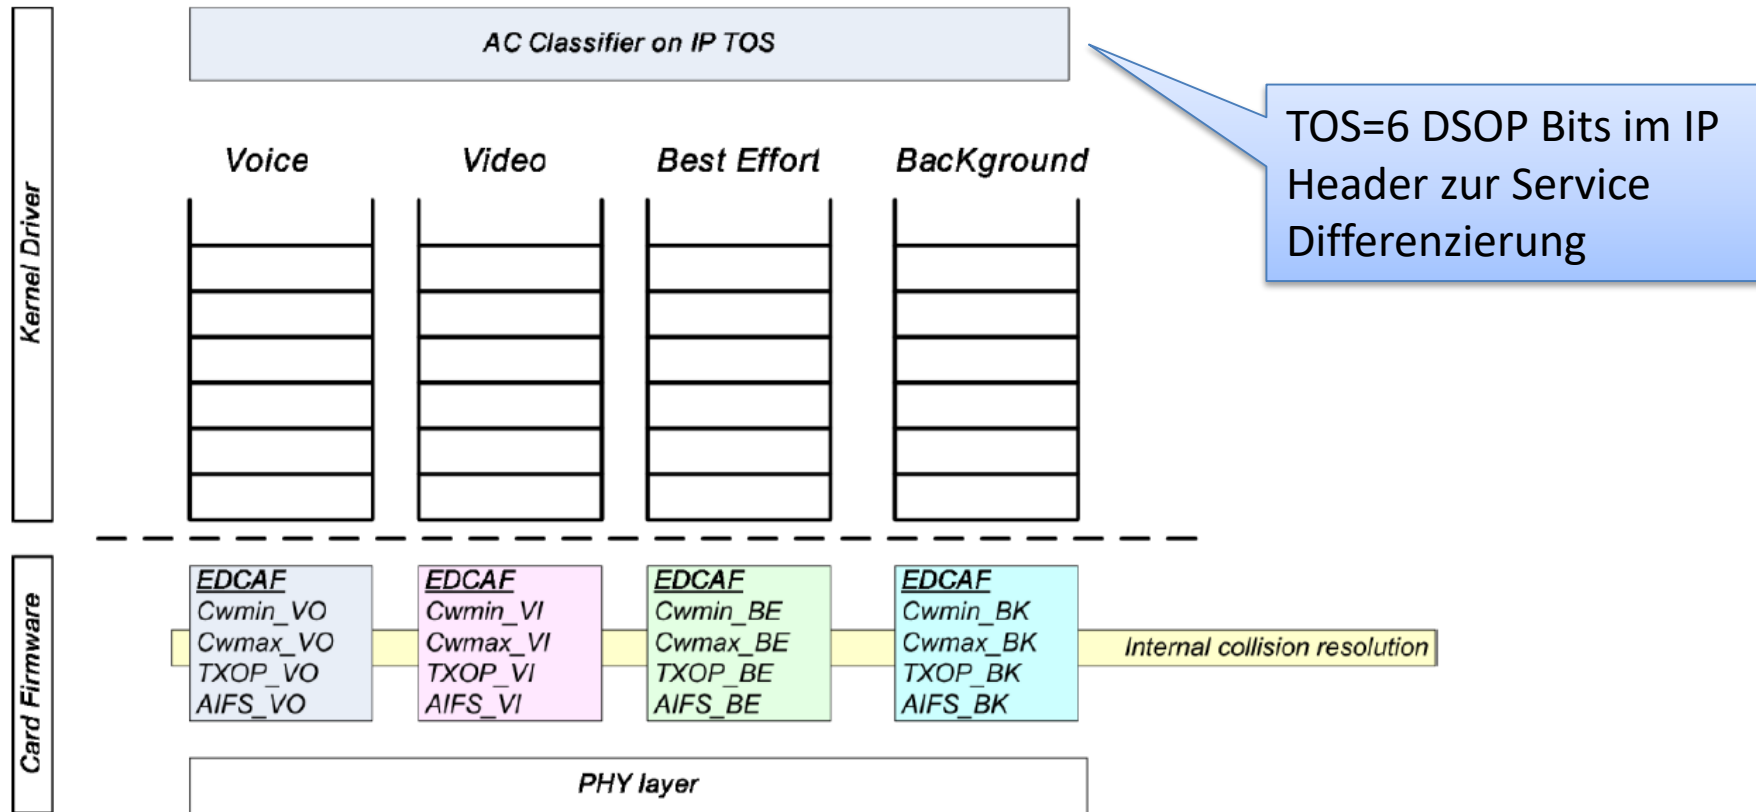 AC Classifier on IP TOS
TOS=6 DSOP Bits im IP
Header zur Service
Differenzierung
Kernel Driver
Voice
Video
Best Effort
BacKground
Card Firmware
EDCAF
Cwmin_VO
Cwmax_VO
TXOP_VO
AIFS_VO
EDCAF
Cwmin_VI
Cwmax_VI
TXOP_VI
AIFS_VI
EDCAF
Cwmin_BE
Cwmax_BE
TXOP_BE
AIFS_BE
EDCAF
Cwmin_BK
Cwmax_BK
TXOP_BK
AIFS_BK
Internal collision resolution
PHY layer